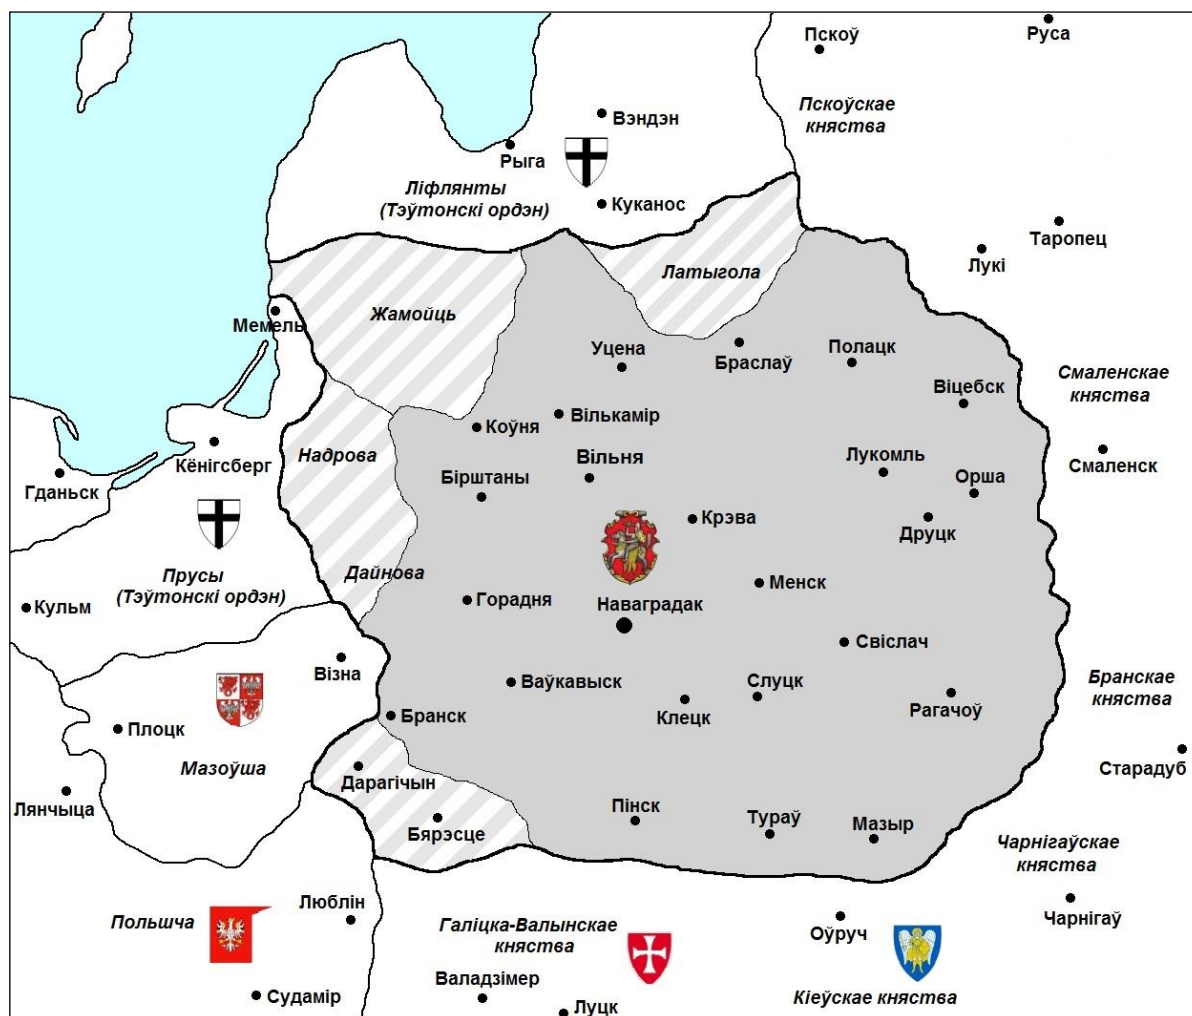 Руса
Пскоў
Пскоўскае
княства
Вэндэн
Рыга
Ліфлянты
(Тэўтонскі ордэн)
Куканос
Таропец
Лукі
Латыгола
Жамойць
Мемель
Уцена
Браслаў
Полацк
Віцебск
Смаленскае
княства
Вількамір
Коўня
Надрова
Кёнігсберг
Гданьск
Вільня
Бірштаны
Лукомль
Орша
Смаленск
Крэва
Друцк
Прусы
(Тэўтонскі ордэн)
Дайнова
Менск
Горадня
Наваградак
Кульм
Свіслач
Візна
Ваўкавыск
Клецк
Слуцк
Рагачоў
Бранскае
княства
Плоцк
Бранск
Мазоўша
Дарагічын
Старадуб
Лянчыца
Бярэсце
Пінск
Тураў
Мазыр
Чарнігаўскае
княства
Польшча
Люблін
Галіцка-Валынскае
княства
Оўруч
Чарнігаў
Валадзімер
Судамір
Кіеўскае княства
Луцк